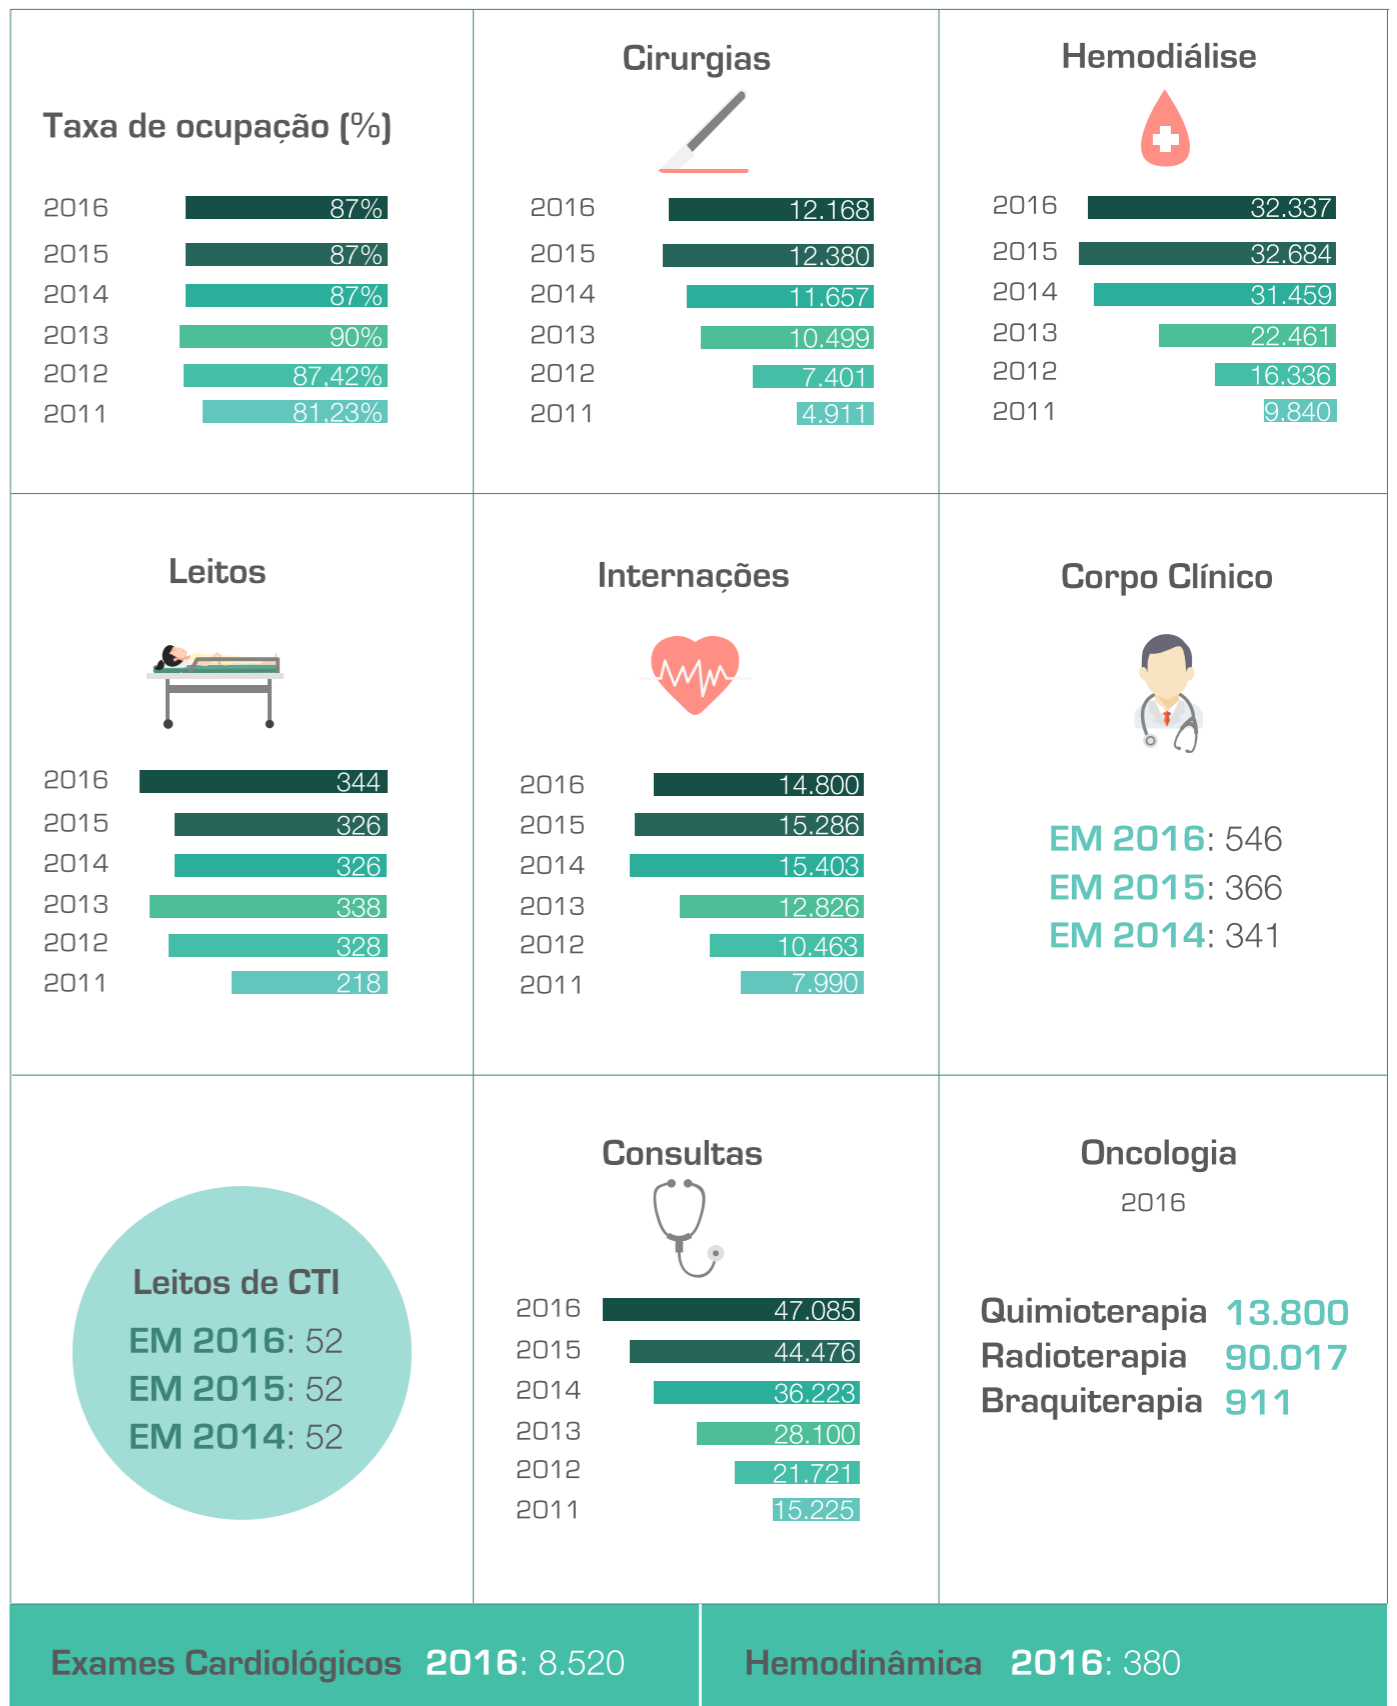 Taxa de ocupação (%)
2016 87%
2015 87%
2014 87%
2013 90%
2012 87,42%
2011 81,23%
Cirurgias
2016 12.168
2015 12.380
2014 11.657
2013 10.499
2012 7.401
2011 4.911
Hemodiálise
2016 32.337
2015 32.684
2014 31.459
2013 22.461
2012 16.336
2011 9.840
Leitos
2016 344
2015 326
2014 326
2013 338
2012 328
2011 218
Internações
2016 14.800
2015 15.286
2014 15.403
2013 12.826
2012 10.463
2011 7.990
Corpo Clínico
EM 2016: 546
EM 2015: 366
EM 2014: 341
Leitos de CTI
EM 2016: 52
EM 2015: 52
EM 2014: 52
Consultas
2016 47.085
2015 44.476
2014 36.223
2013 28.100
2012 21.721
2011 15.225
Oncologia
2016
Quimioterapia 13.800
Radioterapia 90.017
Braquiterapia 911
Exames Cardiológicos 2016: 8.520
Hemodinâmica 2016: 380